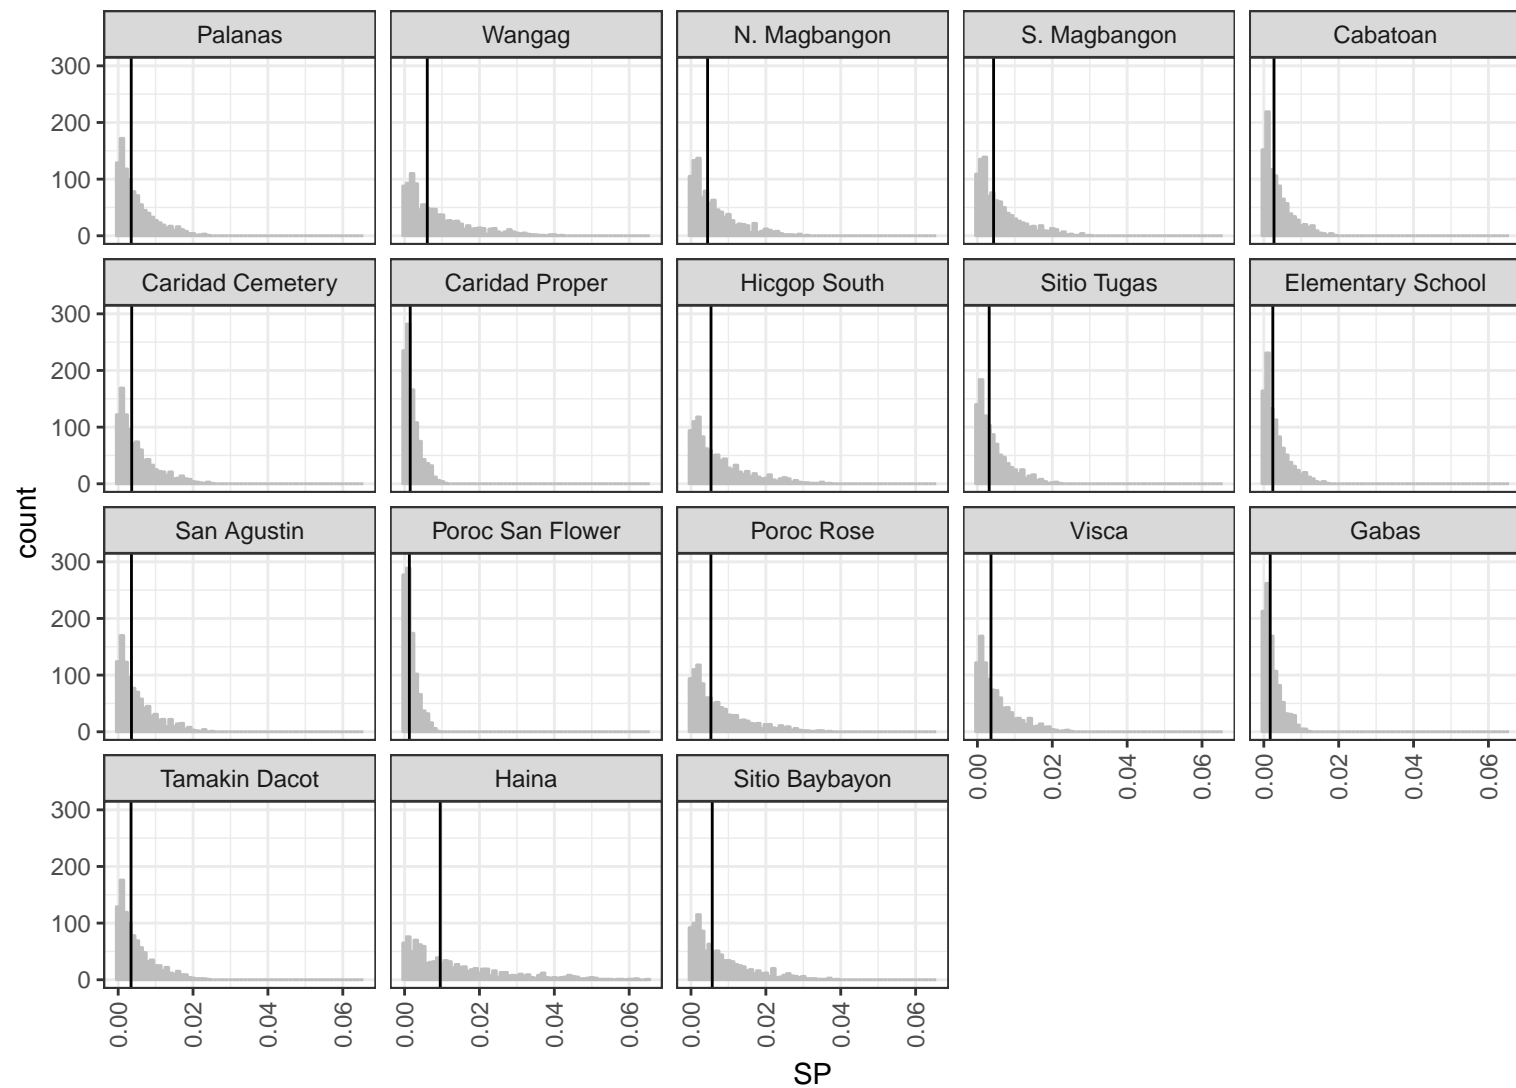 Palanas Wangag N. Magbangon S. Magbangon Cabatoan
300
200
100
0
Caridad Cemetery Caridad Proper Hicgop South Sitio Tugas Elementary School
300
200
100
0
count
San Agustin Poroc San Flower Poroc Rose Visca Gabas
300
200
100
0
0.00 0.02 0.04 0.06 0.00 0.02 0.04 0.06
Tamakin Dacot Haina Sitio Baybayon
300
200
100
0
0.00 0.02 0.04 0.06 0.00 0.02 0.04 0.06 0.00 0.02 0.04 0.06
SP